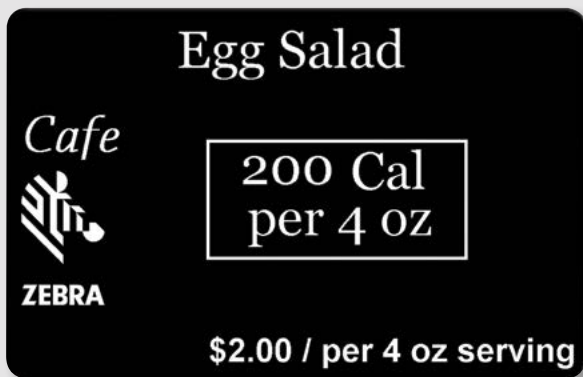 Egg Salad
Cafe
ZEBRA
200 Cal
per 4 oz
$2.00 / per 4 oz serving